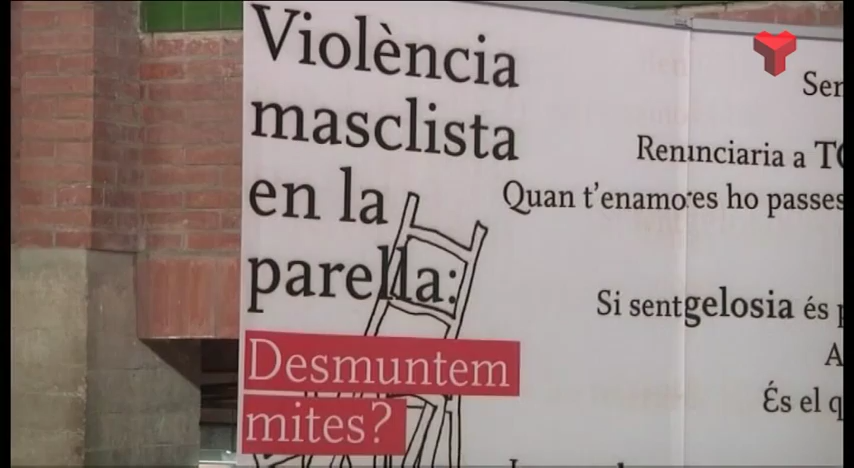 Violència
masclista
en la
parella:
Desmuntem
mites?
Renunciaria a
Quan t'enamores ho passes
Si sentgelosia és
És el